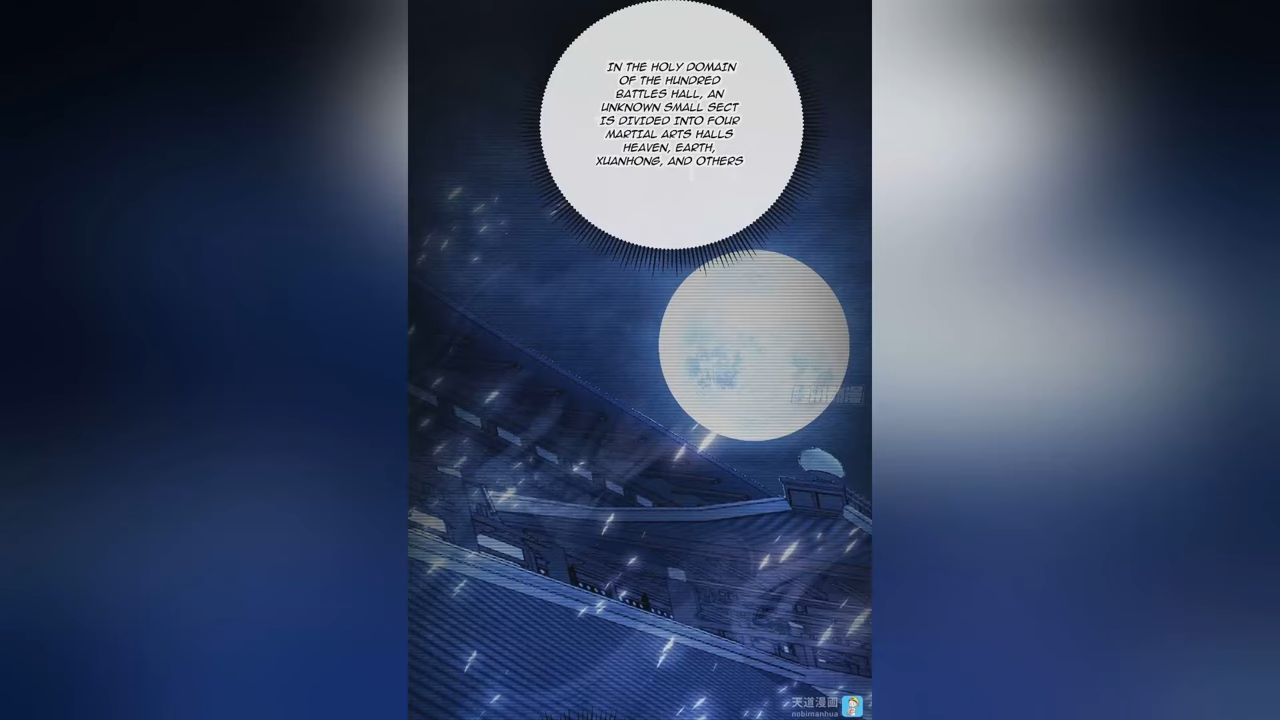 IN THE HOLY DOMAIN
OF THE HUNDRED
BATTLES HALL, AN
UNKNOWN SMALL SECT
IS DIVIDED INTO FOUR
MARTIAL ARTS HALLS
HEAVEN, EARTH,
XUANHONG, AND OTHERS
天道漫画
nobimanhua